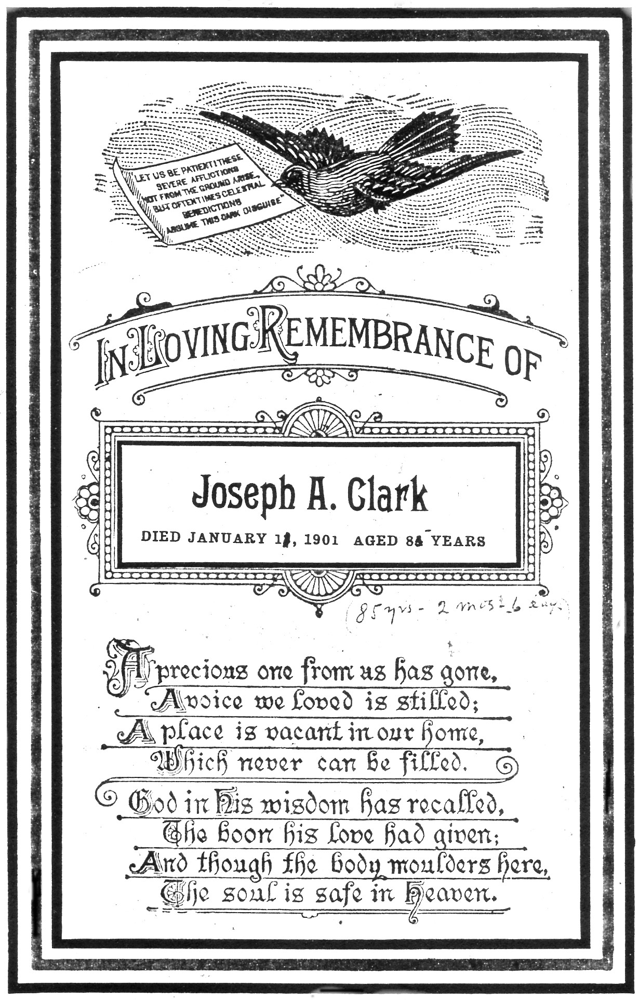 LET US BE PATIENT! THESE
SEVERE AFFLICTIONS
NOT FROM THE GROUND ARISE,
BUT OFTENTIMES CELESTIAL
BENEDICTIONS
ASSUME THIS DARK DISGUISE"
IN LOVING REMEMBRANCE OF
Joseph A. Clark
DIED JANUARY , 1901 AGED YEARS
(85 yrs - 2 mos - 6 days)
A precious one from us has gone,
A voice we loved is stilled;
A place is vacant in our home,
Which never can be filled.
God in His wisdom has recalled,
The boon his love had given;
And though the body moulders here,
The soul is safe in Heaven.